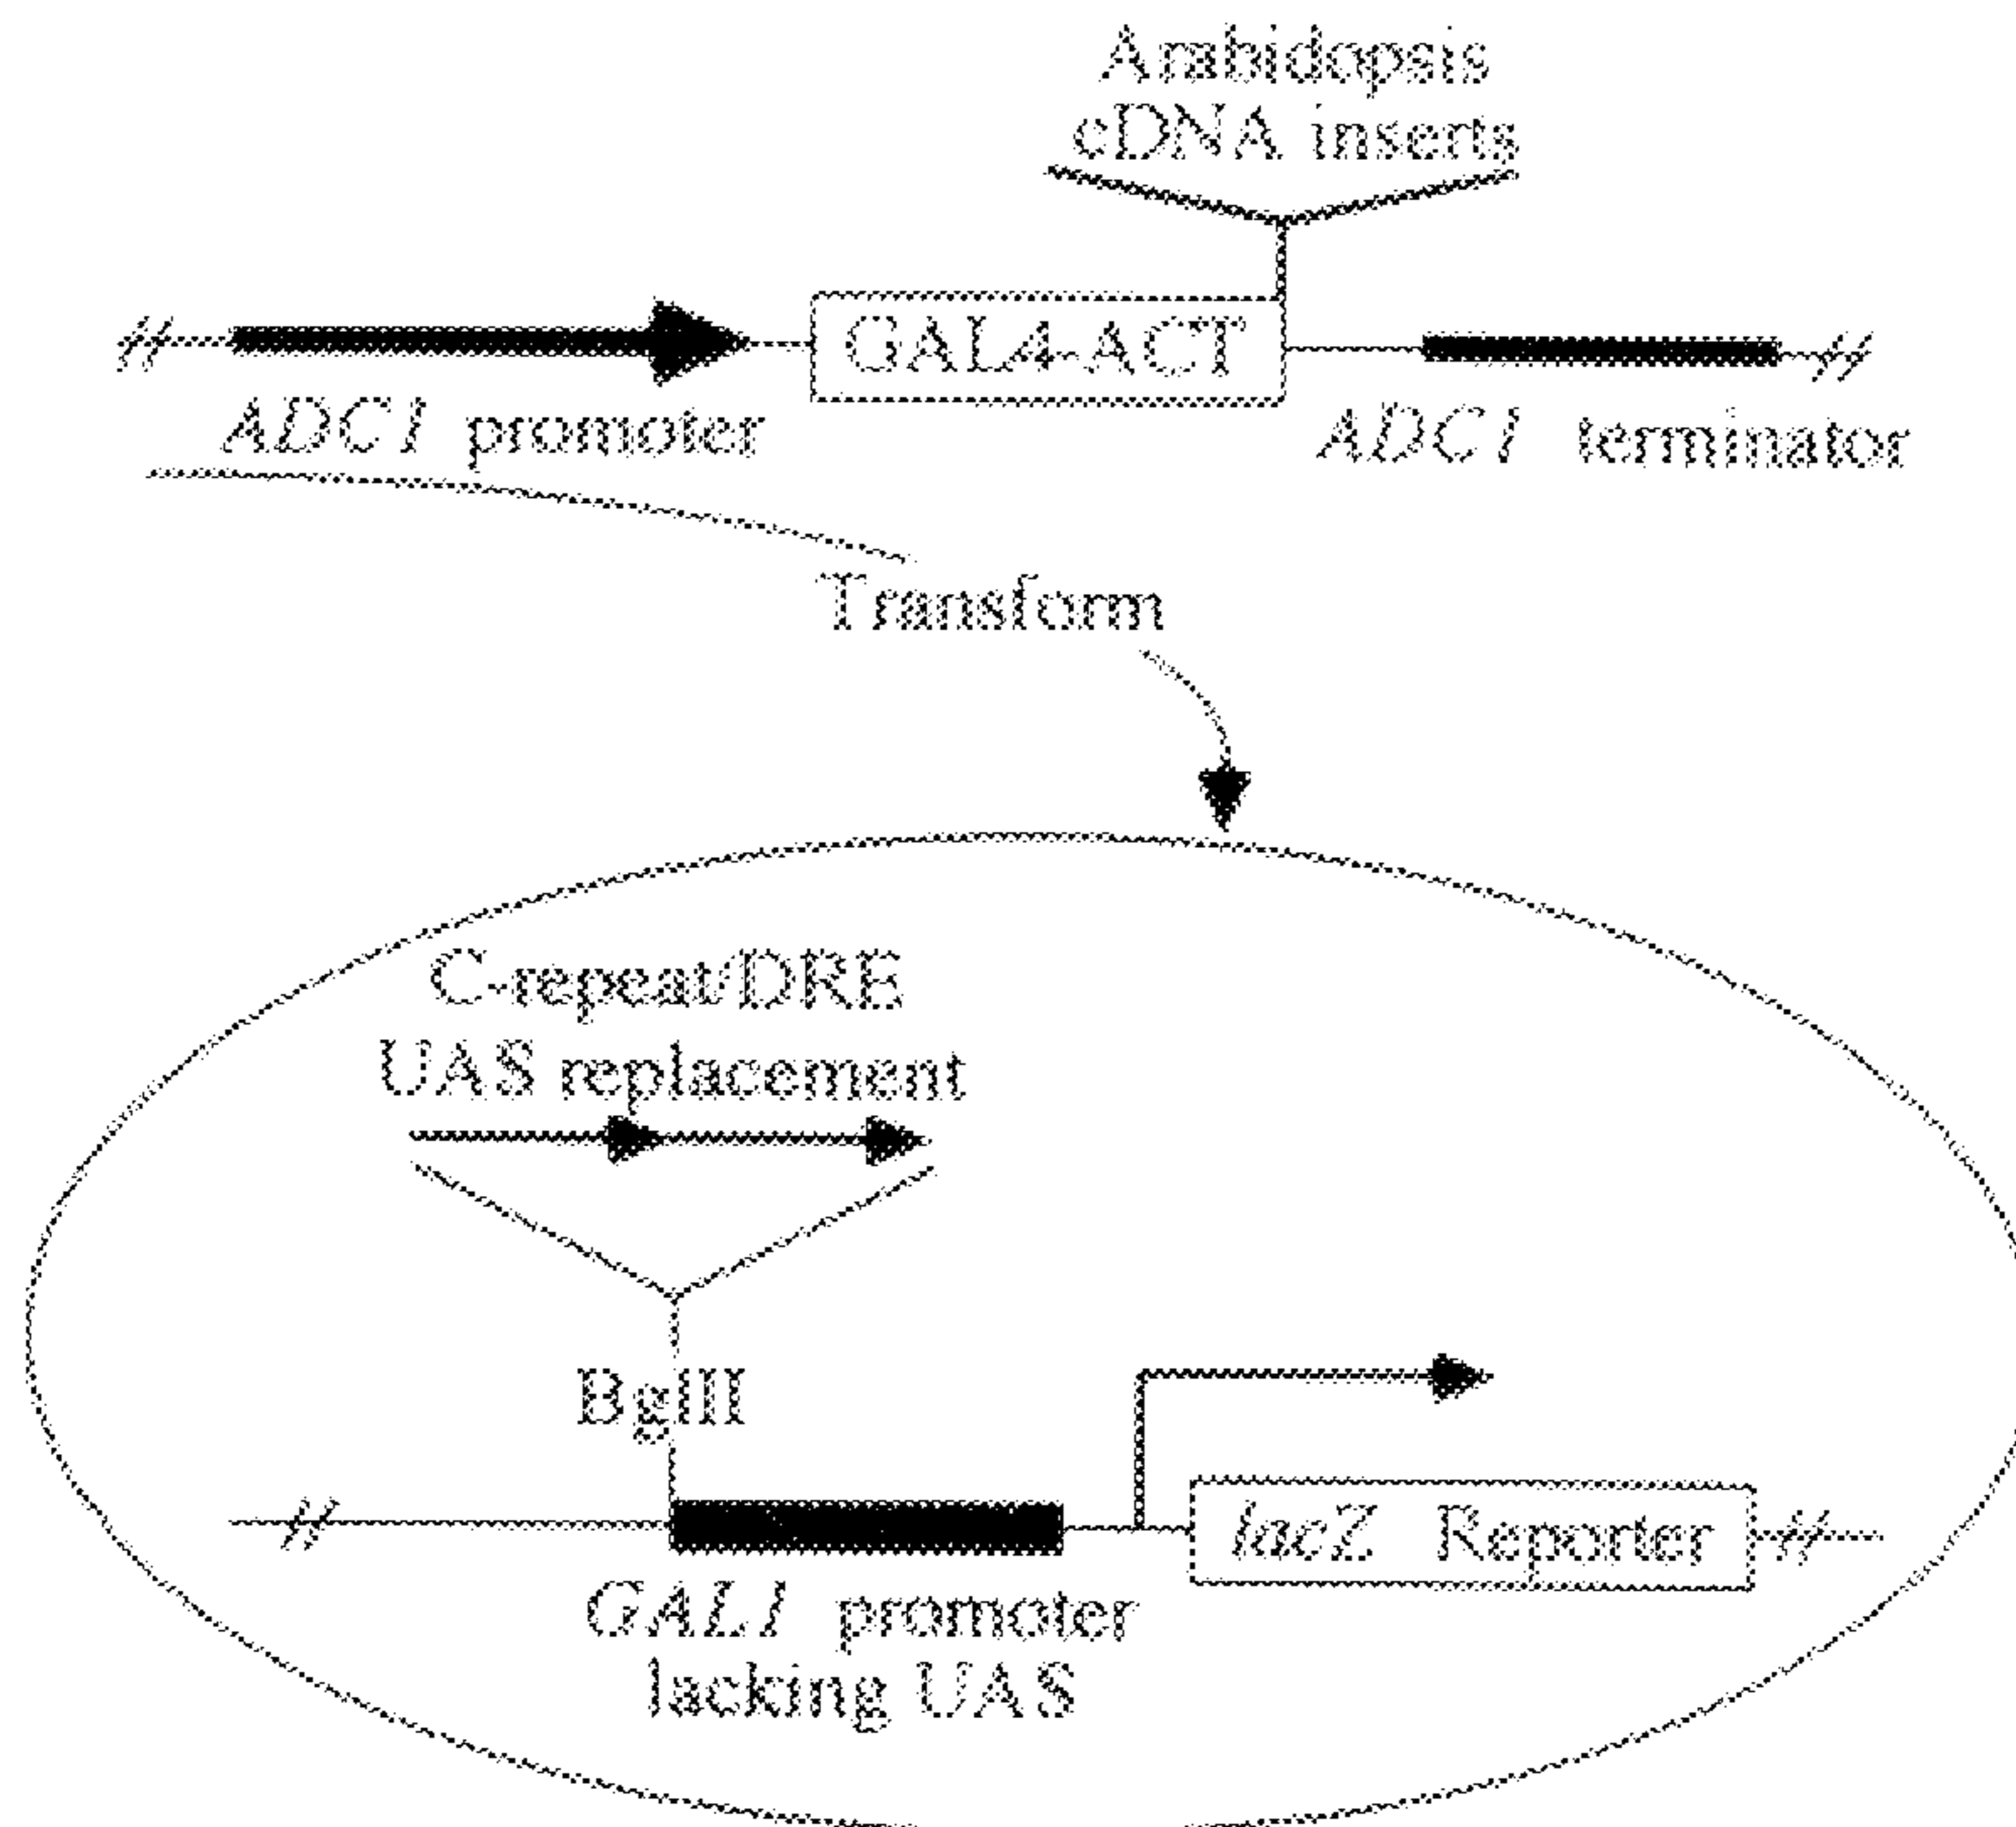 Arabidopsis
cDNA inserts
GAL4-ACT
ADC1 promoter
ADC1 terminator
Transform
C-repeat/DRE
UAS replacement
BglII
lacZ Reporter
GAL1 promoter
lacking UAS